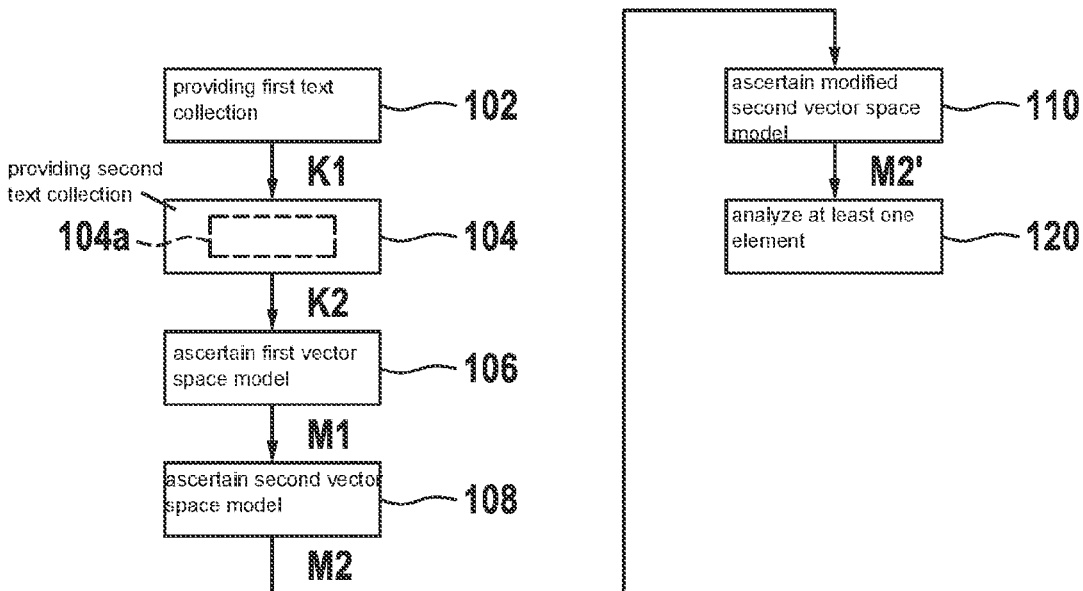 providing first text
collection
102
K1
providing second
text collection
104a
104
K2
ascertain first vector
space model
106
M1
ascertain second vector
space model
108
M2
ascertain modified
second vector space
model
110
M2'
analyze at least one
element
120